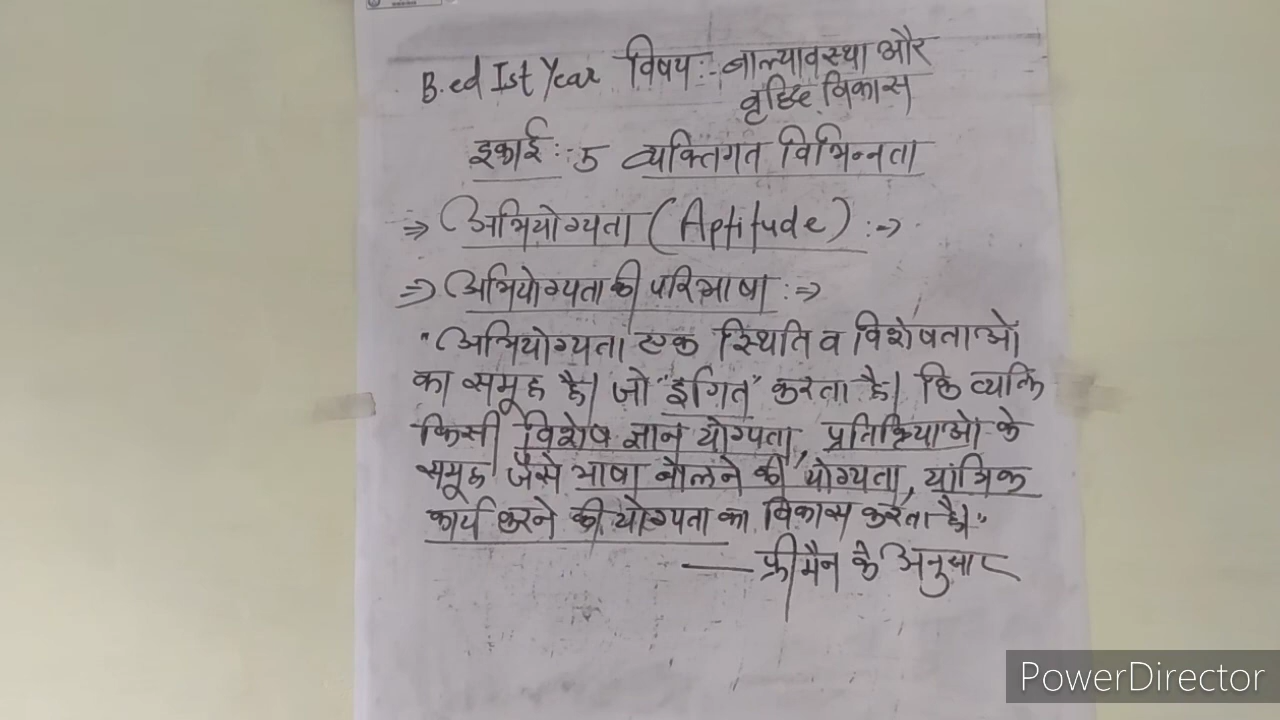 B.ed Ist Year विषय:- बाल्यावस्था और
वृद्धि विकास
इकाई:- 5 व्यक्तिगत विभिन्नता
⇒ अभियोग्यता (Aptitude) :→
⇒ अभियोग्यता की परिभाषा :⇒
"अभियोग्यता एक स्थिति व विशेषताओं
का समूह है। जो "इंगित" करता है। कि व्यक्ति
किसी विशेष ज्ञान योग्यता, प्रतिक्रियाओं के
समूह जैसे भाषा बोलने की योग्यता, यांत्रिक
कार्य करने की योग्यता का विकास करता है।"
— फ्रीमैन के अनुसार
PowerDirector